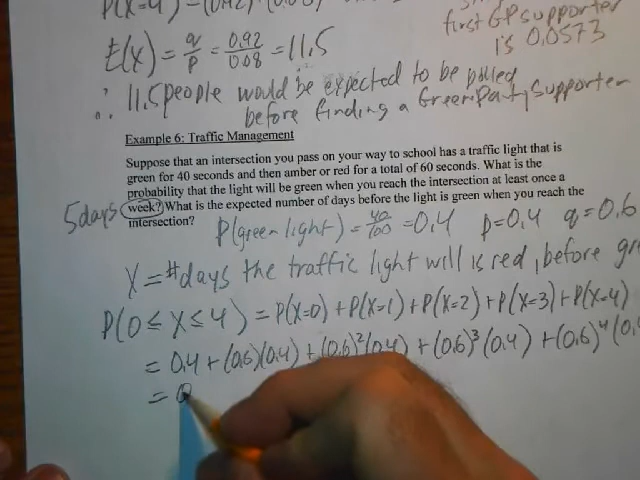 P(X=4) = (0.92)
first GP supporter
is 0.0573
E(X) = q/p = 0.92/0.08 = 11.5
∴ 11.5 people would be expected to be polled
before finding a Green Party supporter
Example 6: Traffic Management
Suppose that an intersection you pass on your way to school has a traffic light that is
green for 40 seconds and then amber or red for a total of 60 seconds. What is the
probability that the light will be green when you reach the intersection at least once a
5 days week? What is the expected number of days before the light is green when you reach the
intersection? P(green light) = 40/100 = 0.4 p=0.4 q=0.6
X = # days the traffic light will is red, before gre
P(0 ≤ X ≤ 4) = P(X=0) + P(X=1) + P(X=2) + P(X=3) + P(X=4)
= 0.4 + (0.6)(0.4) + (0.6)²(0.4) + (0.6)³(0.4) + (0.6)⁴(0.
= 0